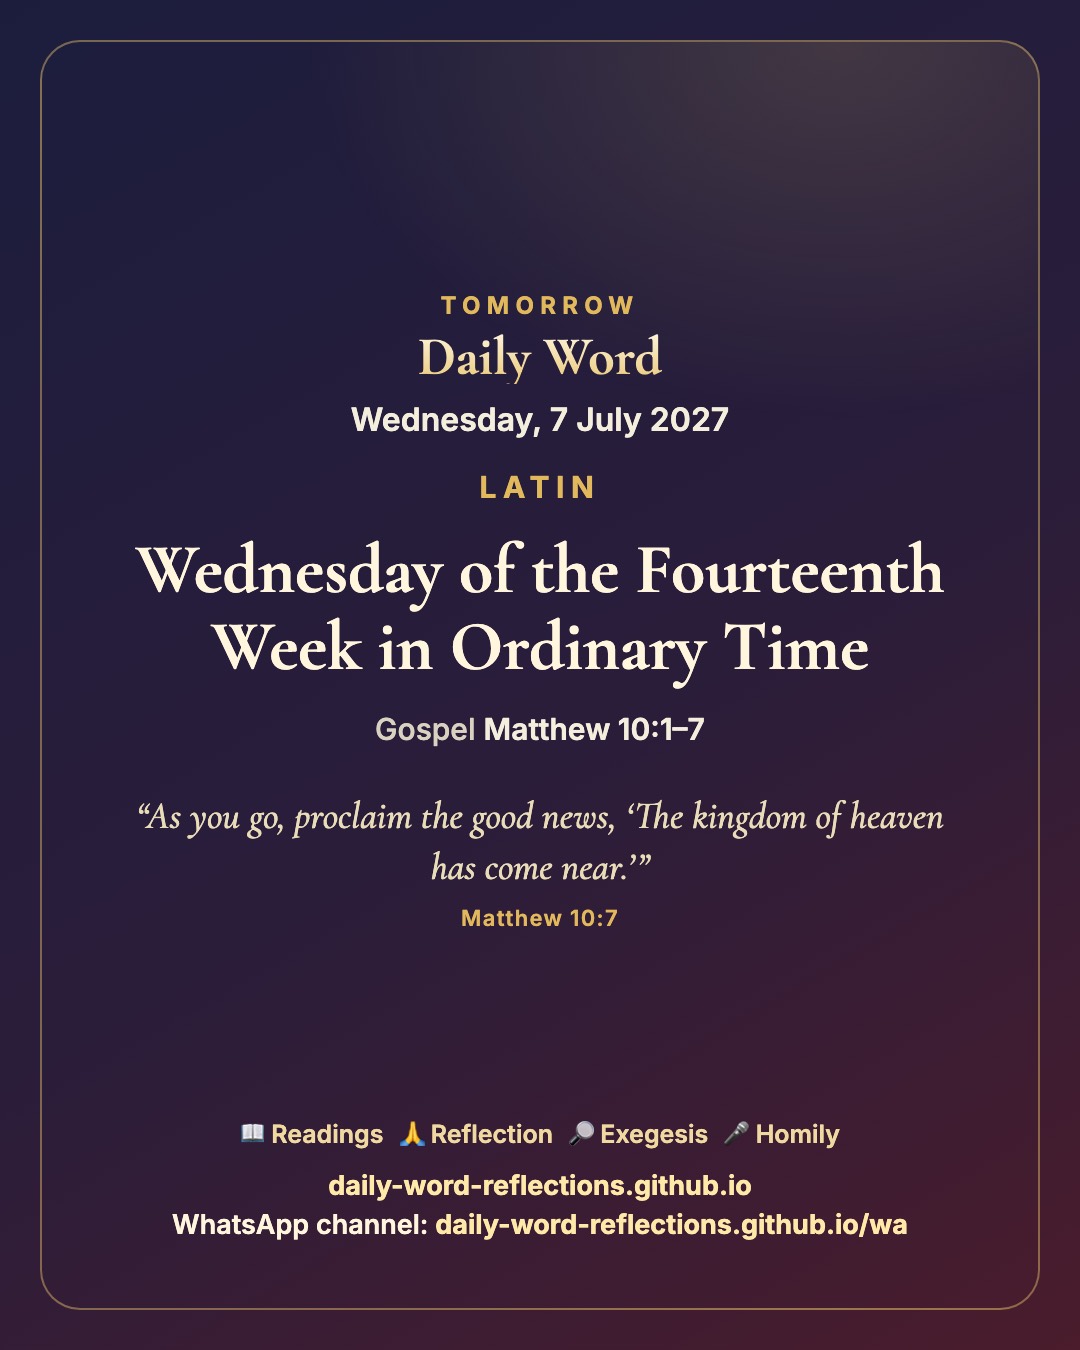 TOMORROW
Daily Word
Wednesday, 7 July 2027
LATIN
Wednesday of the Fourteenth
Week in Ordinary Time
Gospel Matthew 10:1–7
“As you go, proclaim the good news, ‘The kingdom of heaven
has come near.’”
Matthew 10:7
📖 Readings 🙏 Reflection 🔎 Exegesis 🎤 Homily
daily-word-reflections.github.io
WhatsApp channel: daily-word-reflections.github.io/wa